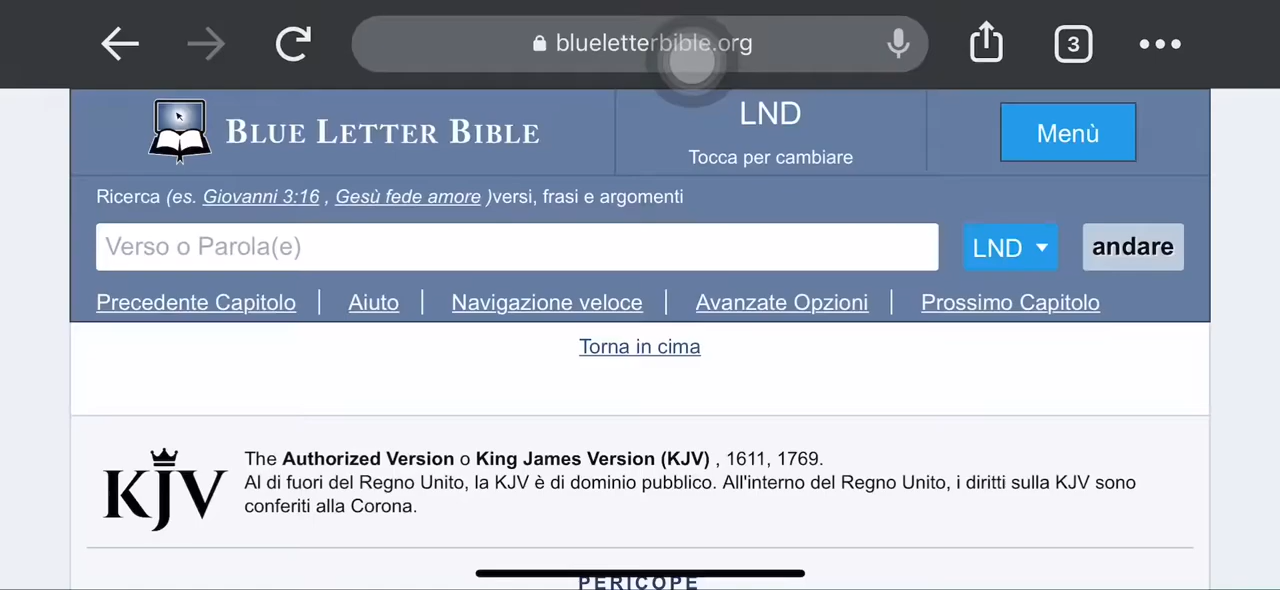 blueletterbible.org
3
BLUE LETTER BIBLE
LND
Tocca per cambiare
Menù
Ricerca (es. Giovanni 3:16 , Gesù fede amore )versi, frasi e argomenti
Verso o Parola(e)
LND
andare
Precedente Capitolo | Aiuto | Navigazione veloce | Avanzate Opzioni | Prossimo Capitolo
Torna in cima
KJV
The Authorized Version o King James Version (KJV) , 1611, 1769.
Al di fuori del Regno Unito, la KJV è di dominio pubblico. All'interno del Regno Unito, i diritti sulla KJV sono
conferiti alla Corona.
PERICOPE